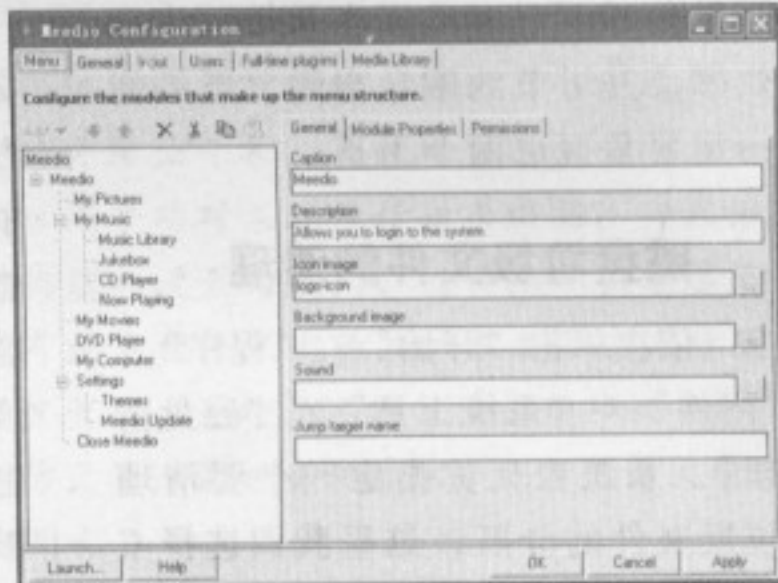 Meedio Configuration
Menu General Input Users Full-time plugins Media Library
Configure the modules that make up the menu structure.
General Module Properties Permissions
Meedio
Meedio
My Pictures
My Music
Music Library
Jukebox
CD Player
Now Playing
My Movies
DVD Player
My Computer
Settings
Themes
Meedio Update
Close Meedio
Caption
Meedio
Description
Allows you to login to the system
Icon image
logo-icon
Background image
Sound
Jump target name
Launch... Help OK Cancel Apply